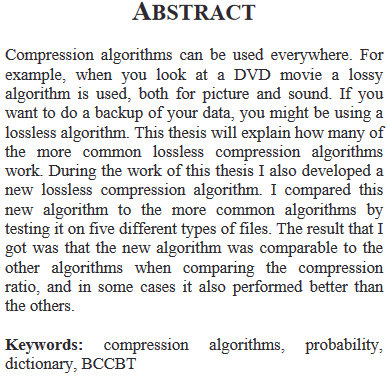 ABSTRACT
Compression algorithms can be used everywhere. For
example, when you look at a DVD movie a lossy
algorithm is used, both for picture and sound. If you
want to do a backup of your data, you might be using a
lossless algorithm. This thesis will explain how many of
the more common lossless compression algorithms
work. During the work of this thesis I also developed a
new lossless compression algorithm. I compared this
new algorithm to the more common algorithms by
testing it on five different types of files. The result that I
got was that the new algorithm was comparable to the
other algorithms when comparing the compression
ratio, and in some cases it also performed better than
the others.
Keywords: compression algorithms, probability,
dictionary, BCCBT